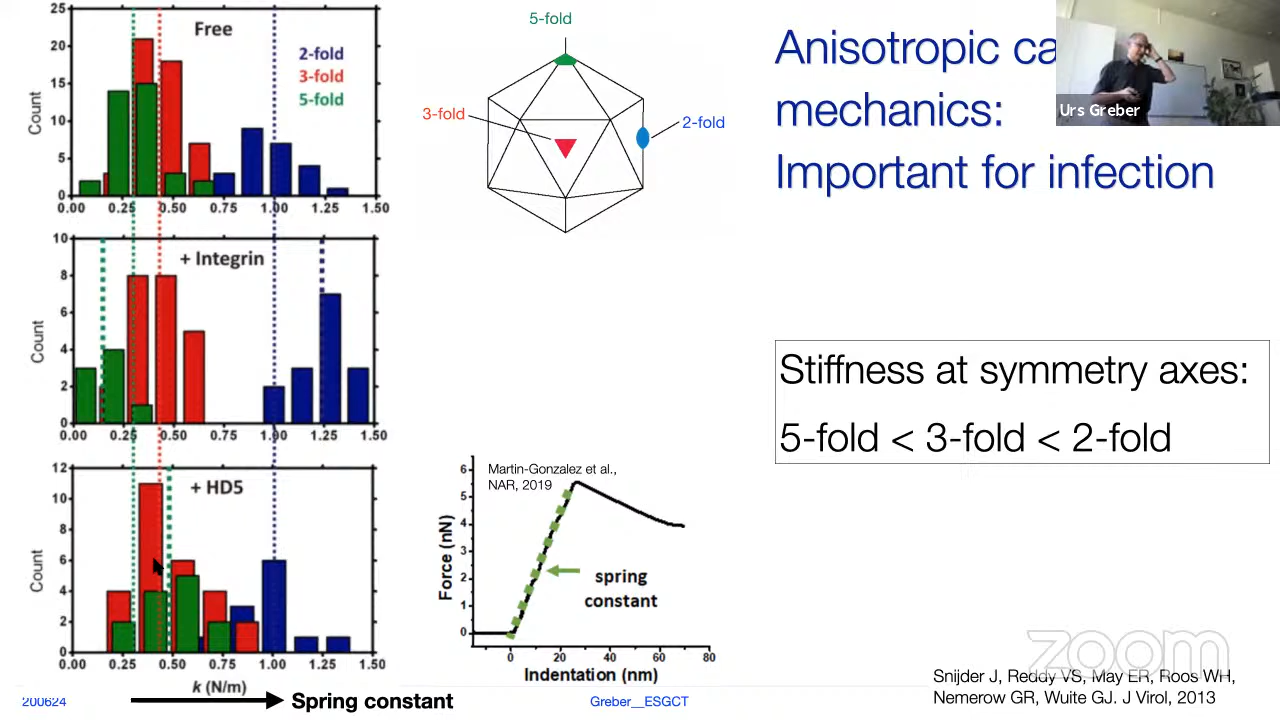 25
20
15
10
5
0
Count
Free
2-fold
3-fold
5-fold
0.00 0.25 0.50 0.75 1.00 1.25 1.50
10
8
6
4
2
0
Count
+ Integrin
0.00 0.25 0.50 0.75 1.00 1.25 1.50
12
10
8
6
4
2
0
Count
+ HD5
0.00 0.25 0.50 0.75 1.00 1.25 1.50
k (N/m)
Spring constant
200624
5-fold
3-fold
2-fold
Martin-Gonzalez et al.,
NAR, 2019
6
5
4
3
2
1
0
Force (nN)
spring
constant
0 20 40 60 80
Indentation (nm)
Greber__ESGCT
Anisotropic ca
mechanics:
Important for infection
Urs Greber
Stiffness at symmetry axes:
5-fold < 3-fold < 2-fold
zoom
Snijder J, Reddy VS, May ER, Roos WH,
Nemerow GR, Wuite GJ. J Virol, 2013